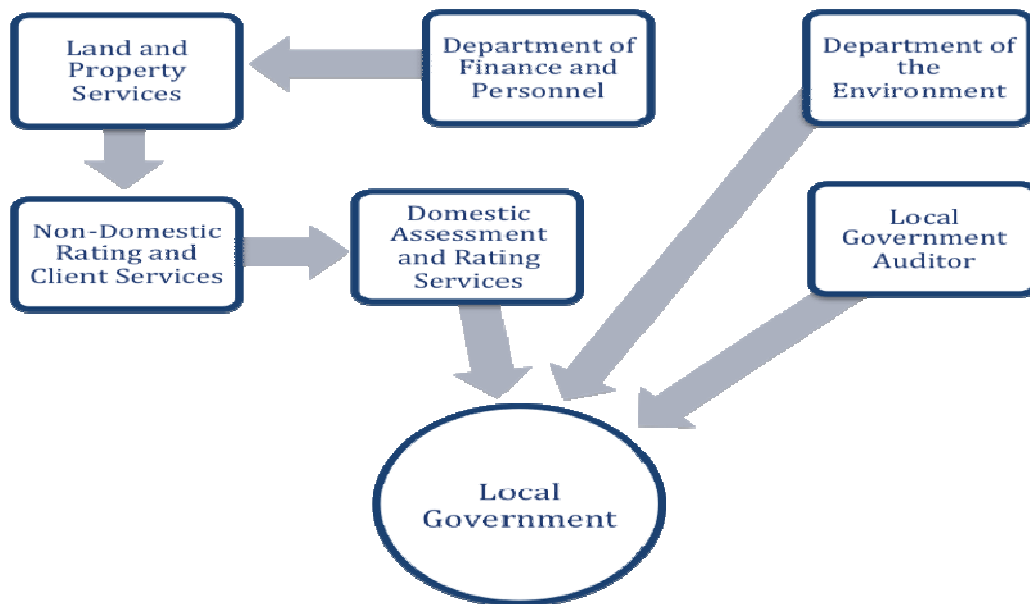 Land and
Property
Services
Department of
Finance and
Personnel
Department of
the
Environment
Non-Domestic
Rating and
Client Services
Domestic
Assessment
and Rating
Services
Local
Government
Auditor
Local
Government